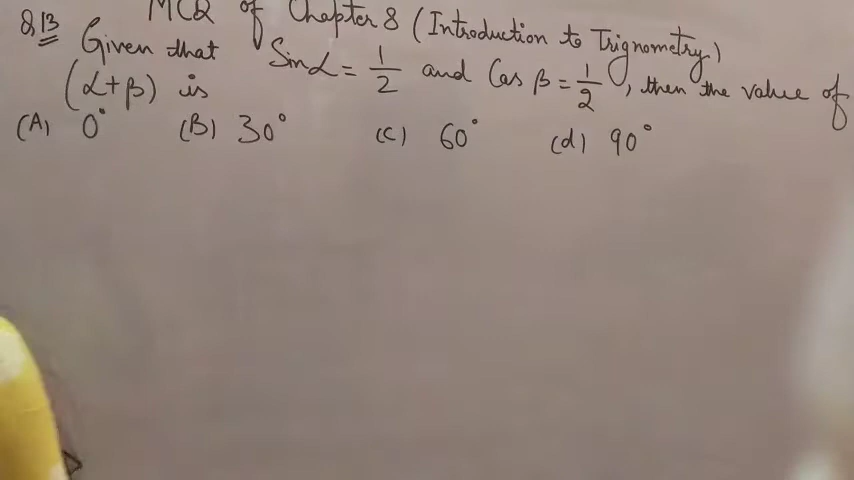 MCQ of Chapter 8 (Introduction to Trignometry)
Q13 Given that Sin α = 1/2 and Cos β = 1/2, then the value of
(α+β) is
(A) 0° (B) 30° (C) 60° (d) 90°